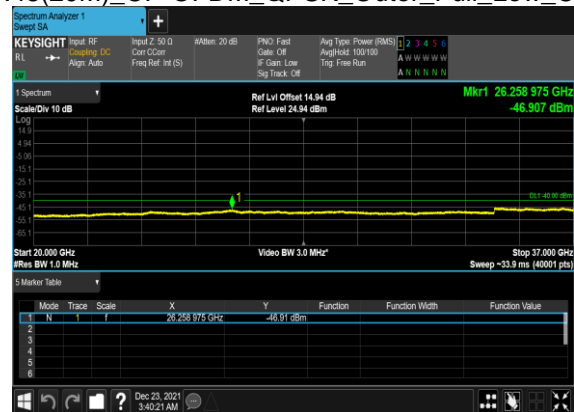 Spectrum Analyzer 1
Swept SA
KEYSIGHT Input: RF Input Z: 50 Ω #Atten: 20 dB PNO: Fast Avg Type: Power (RMS) 1 2 3 4 5 6
RL Coupling: DC Corr CCorr Gate: Off Avg|Hold: 100/100 A W W W W W
Align: Auto Freq Ref: Int (S) IF Gain: Low Trig: Free Run
Sig Track: Off A N N N N N
1 Spectrum Ref Lvl Offset 14.94 dB Mkr1 26.258 975 GHz
Scale/Div 10 dB Ref Level 24.94 dBm -46.907 dBm
Log
14.9
4.94
-5.06
-15.1
-25.1
-35.1 1 DL1 -40.00 dBm
-45.1
-55.1
-65.1
Start 20.000 GHz Video BW 3.0 MHz* Stop 37.000 GHz
#Res BW 1.0 MHz Sweep ~33.9 ms (40001 pts)
5 Marker Table
Mode Trace Scale X Y Function Function Width Function Value
1 N 1 f 26.258 975 GHz -46.91 dBm
2
3
4
5
6
? Dec 23, 2021
3:40:21 AM